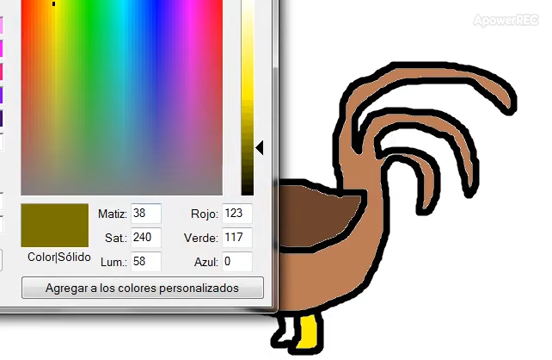 ApowerREC
Matiz: 38 Rojo: 123
Sat.: 240 Verde: 117
Color|Sólido Lum.: 58 Azul: 0
Agregar a los colores personalizados